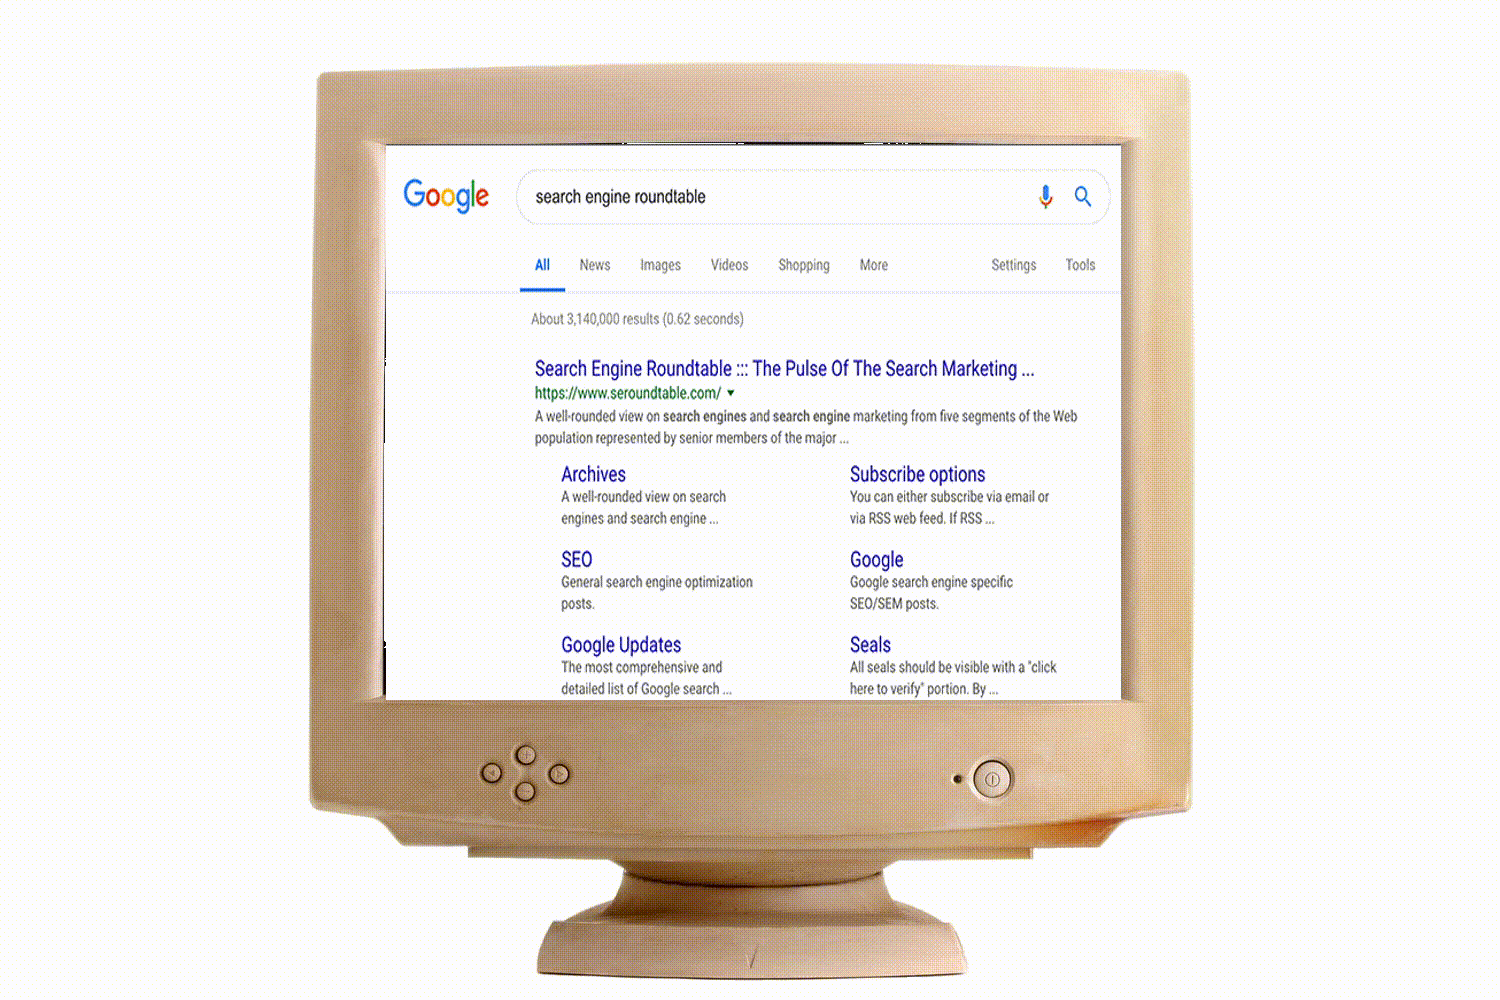 Google
search engine roundtable
All News Images Videos Shopping More Settings Tools
About 3,140,000 results (0.62 seconds)
Search Engine Roundtable ::: The Pulse Of The Search Marketing ...
https://www.seroundtable.com/
A well-rounded view on search engines and search engine marketing from five segments of the Web
population represented by senior members of the major ...
Archives
A well-rounded view on search
engines and search engine ...
Subscribe options
You can either subscribe via email or
via RSS web feed. If RSS ...
SEO
General search engine optimization
posts.
Google
Google search engine specific
SEO/SEM posts.
Google Updates
The most comprehensive and
detailed list of Google search ...
Seals
All seals should be visible with a "click
here to verify" portion. By ...